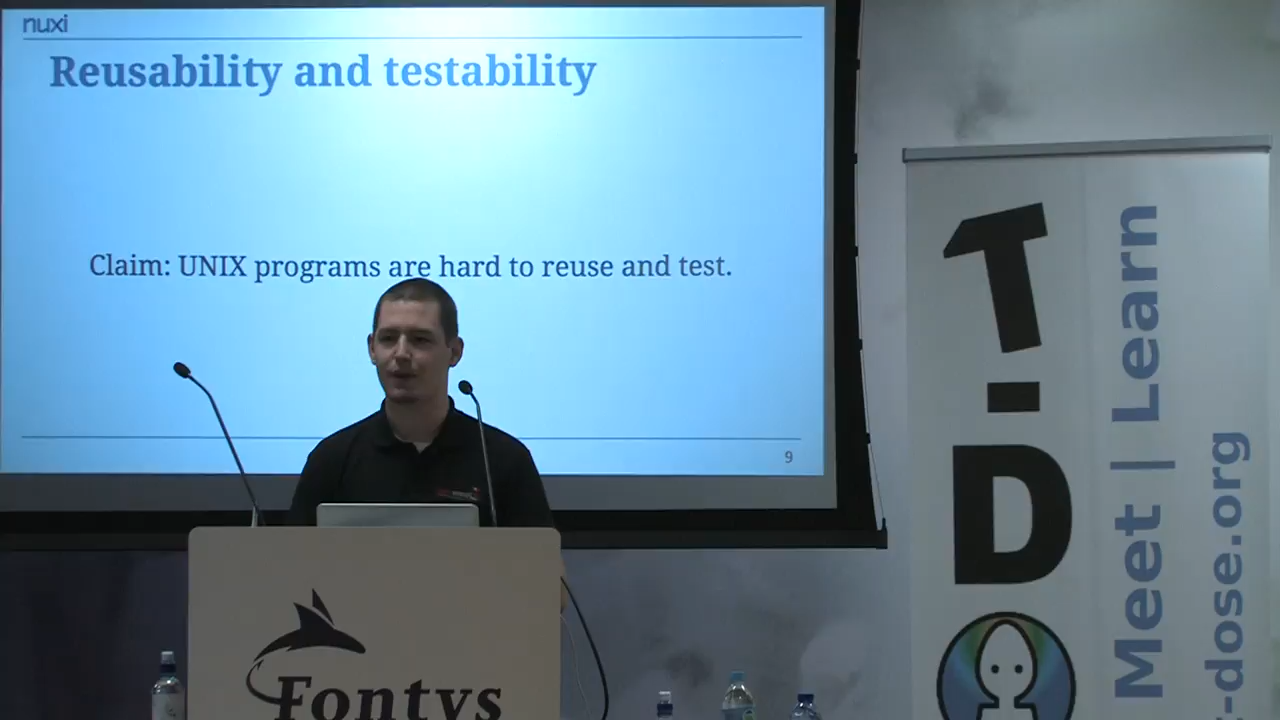 nuxi
Reusability and testability
Claim: UNIX programs are hard to reuse and test.
9
Fontys
T-DO
Meet | Learn
-dose.org